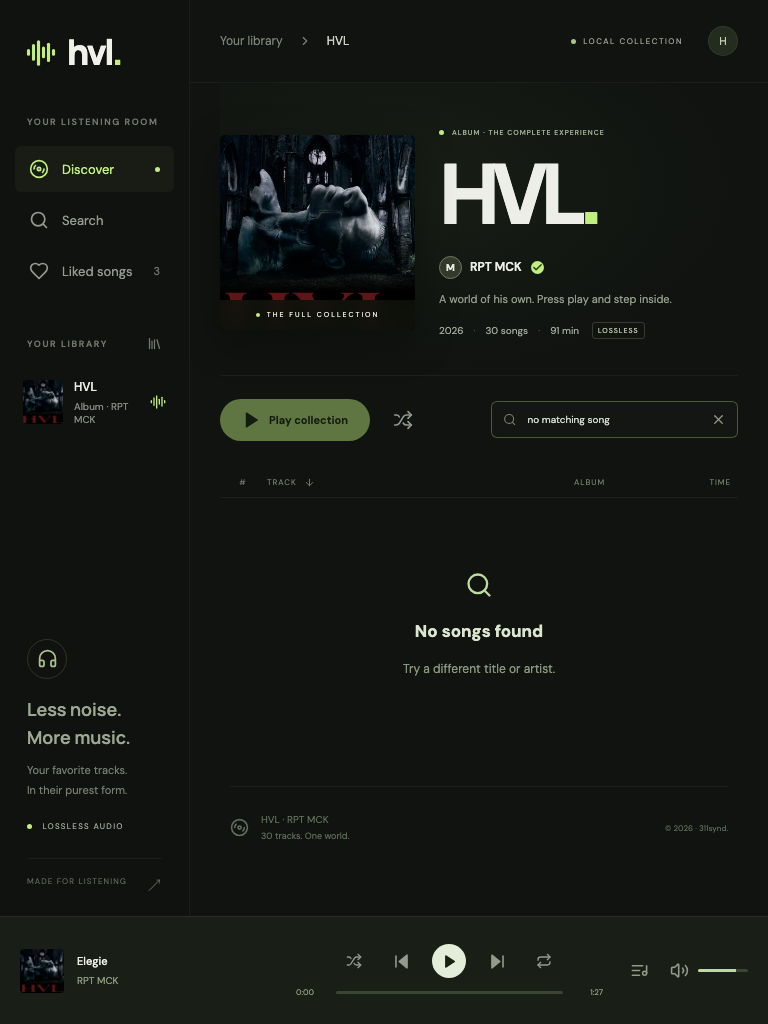 hvl.
YOUR LISTENING ROOM
Discover
Search
Liked songs 3
YOUR LIBRARY
HVL
Album · RPT
MCK
Less noise.
More music.
Your favorite tracks.
In their purest form.
LOSSLESS AUDIO
MADE FOR LISTENING
Your library > HVL
LOCAL COLLECTION
H
THE FULL COLLECTION
ALBUM · THE COMPLETE EXPERIENCE
HVL.
M RPT MCK
A world of his own. Press play and step inside.
2026 · 30 songs · 91 min LOSSLESS
Play collection
no matching song
# TRACK ALBUM TIME
No songs found
Try a different title or artist.
HVL · RPT MCK
30 tracks. One world.
© 2026 · 311synd.
Elegie
RPT MCK
0:00 1:27